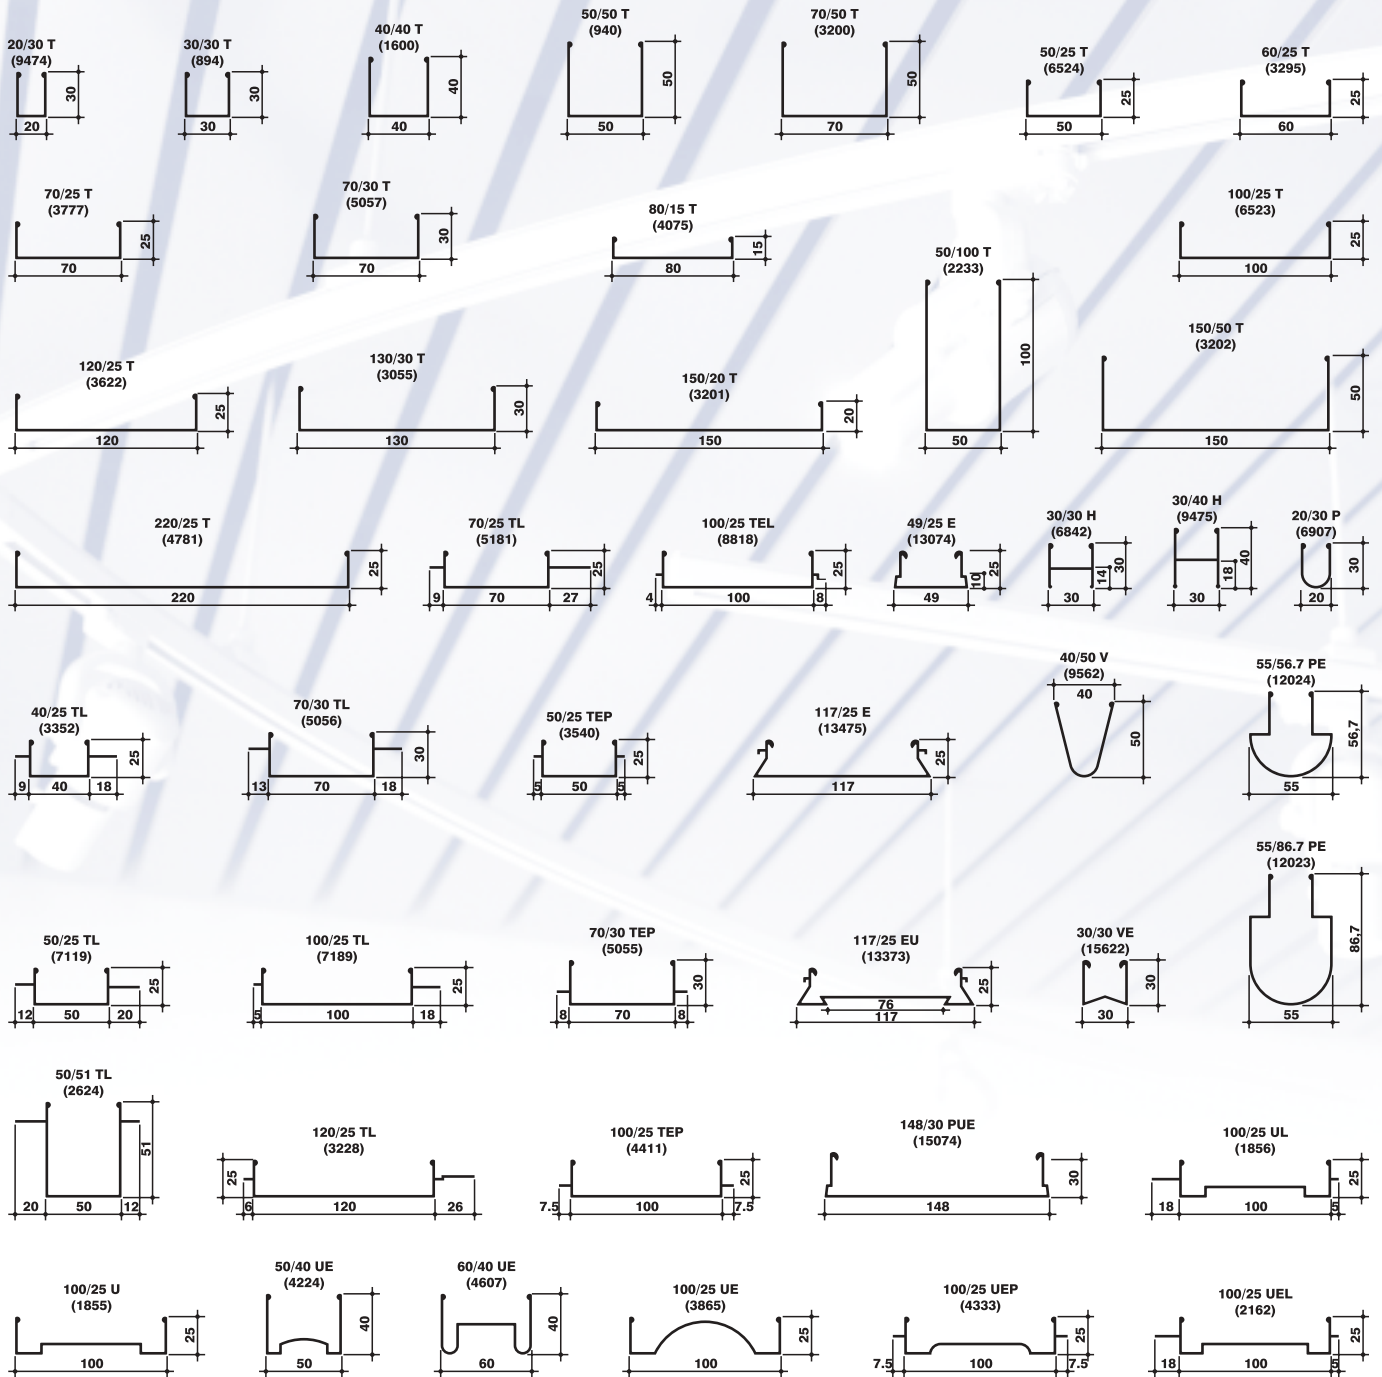 20/30 T
(9474)
30
20
30/30 T
(894)
30
30
40/40 T
(1600)
40
40
50/50 T
(940)
50
50
70/50 T
(3200)
50
70
50/25 T
(6524)
25
50
60/25 T
(3295)
25
60
70/25 T
(3777)
25
70
70/30 T
(5057)
30
70
80/15 T
(4075)
15
80
50/100 T
(2233)
100
50
100/25 T
(6523)
25
100
120/25 T
(3622)
25
120
130/30 T
(3055)
30
130
150/20 T
(3201)
20
150
150/50 T
(3202)
50
150
220/25 T
(4781)
25
220
70/25 TL
(5181)
25
9 70 27
100/25 TEL
(8818)
25
4 100 8
49/25 E
(13074)
25
10
49
30/30 H
(6842)
30
14
30
30/40 H
(9475)
40
18
30
20/30 P
(6907)
30
20
40/25 TL
(3352)
25
9 40 18
70/30 TL
(5056)
30
13 70 18
50/25 TEP
(3540)
25
5 50 5
117/25 E
(13475)
25
117
40/50 V
(9562)
40
50
55/56.7 PE
(12024)
56,7
55
50/25 TL
(7119)
25
12 50 20
100/25 TL
(7189)
25
5 100 18
70/30 TEP
(5055)
30
8 70 8
117/25 EU
(13373)
25
76
117
30/30 VE
(15622)
30
30
55/86.7 PE
(12023)
86,7
55
50/51 TL
(2624)
51
20 50 12
120/25 TL
(3228)
25
6 120 26
100/25 TEP
(4411)
25
7.5 100 7.5
148/30 PUE
(15074)
30
148
100/25 UL
(1856)
25
18 100 5
100/25 U
(1855)
25
100
50/40 UE
(4224)
40
50
60/40 UE
(4607)
40
60
100/25 UE
(3865)
25
100
100/25 UEP
(4333)
25
7.5 100 7.5
100/25 UEL
(2162)
25
18 100 5